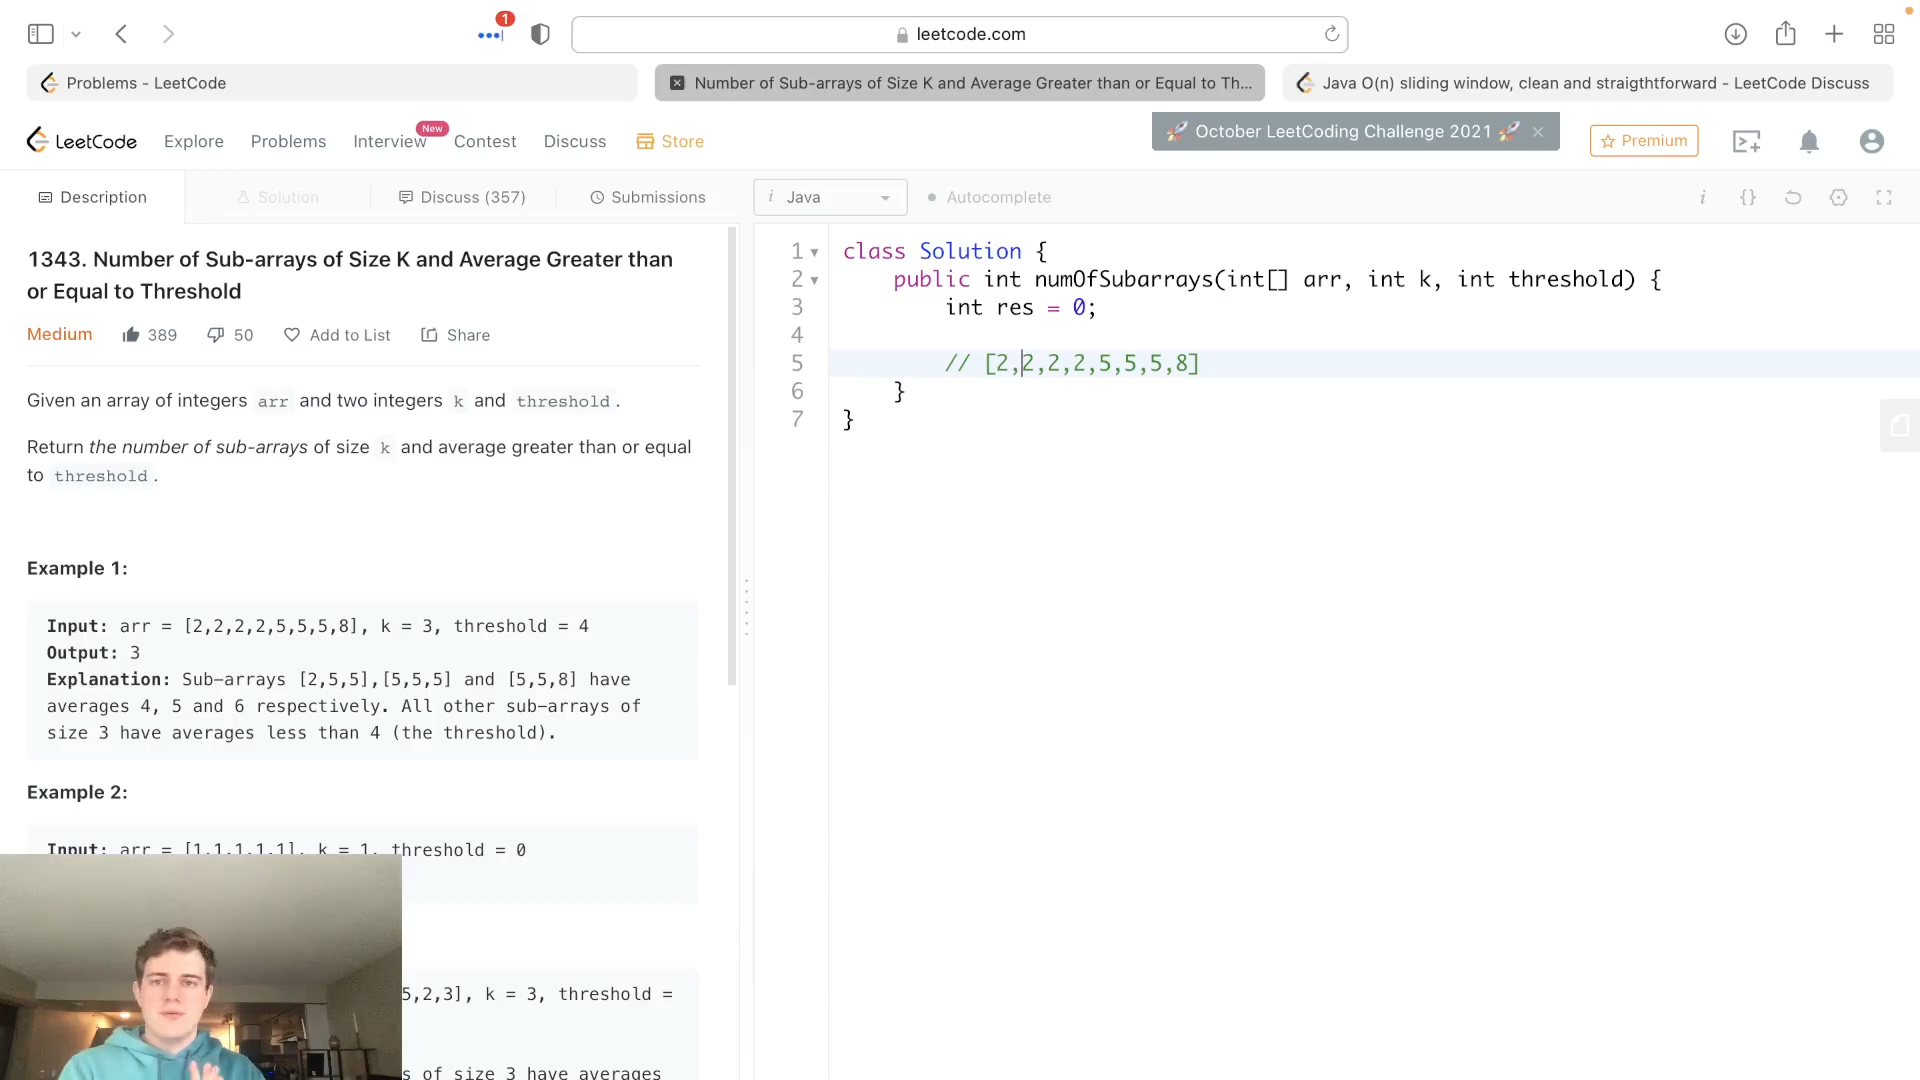 1
leetcode.com
Problems - LeetCode
Number of Sub-arrays of Size K and Average Greater than or Equal to Th...
Java O(n) sliding window, clean and straigthtforward - LeetCode Discuss
LeetCode
Explore
Problems
Interview
New
Contest
Discuss
Store
🚀 October LeetCoding Challenge 2021 🚀
Premium
Description
Solution
Discuss (357)
Submissions
i Java
Autocomplete
1343. Number of Sub-arrays of Size K and Average Greater than
or Equal to Threshold
Medium
389
50
Add to List
Share
Given an array of integers arr and two integers k and threshold.
Return the number of sub-arrays of size k and average greater than or equal
to threshold.
Example 1:
Input: arr = [2,2,2,2,5,5,5,8], k = 3, threshold = 4
Output: 3
Explanation: Sub-arrays [2,5,5],[5,5,5] and [5,5,8] have
averages 4, 5 and 6 respectively. All other sub-arrays of
size 3 have averages less than 4 (the threshold).
Example 2:
Input: arr = [1,1,1,1,1], k = 1, threshold = 0
5,2,3], k = 3, threshold =
s of size 3 have averages
1 class Solution {
2 public int numOfSubarrays(int[] arr, int k, int threshold) {
3 int res = 0;
4
5 // [2,2,2,2,5,5,5,8]
6 }
7 }